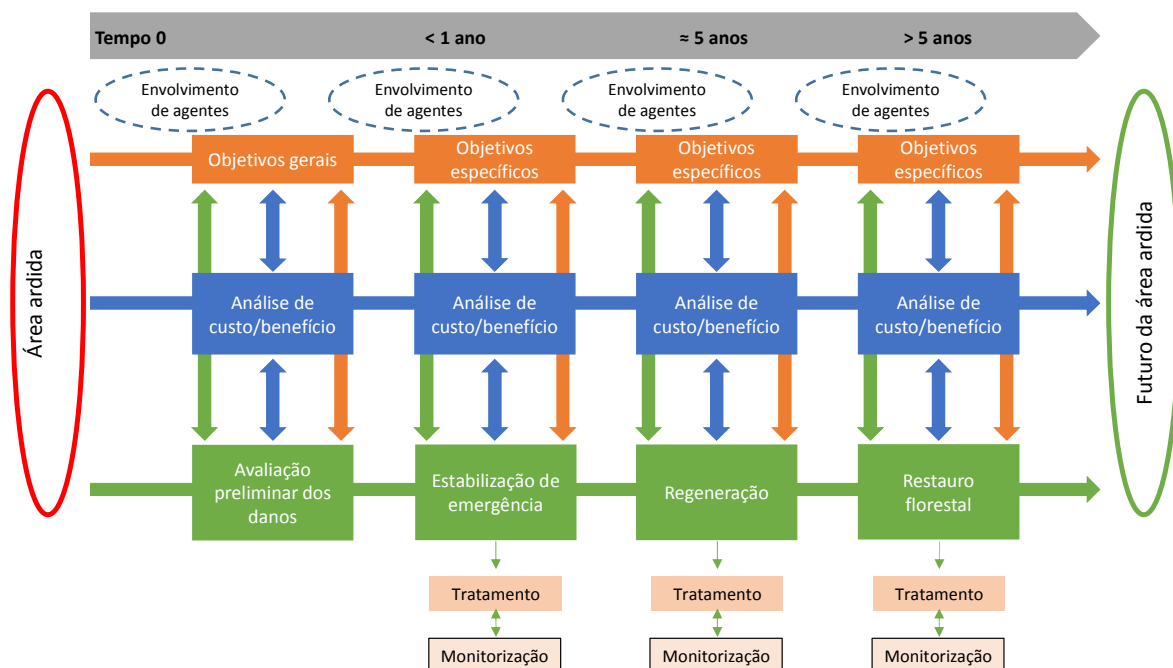 Tempo 0
< 1 ano
≈ 5 anos
> 5 anos
Envolvimento
de agentes
Envolvimento
de agentes
Envolvimento
de agentes
Envolvimento
de agentes
Área ardida
Objetivos gerais
Objetivos
específicos
Objetivos
específicos
Objetivos
específicos
Futuro da área ardida
Análise de
custo/benefício
Análise de
custo/benefício
Análise de
custo/benefício
Análise de
custo/benefício
Avaliação
preliminar dos
danos
Estabilização de
emergência
Regeneração
Restauro
florestal
Tratamento
Tratamento
Tratamento
Monitorização
Monitorização
Monitorização